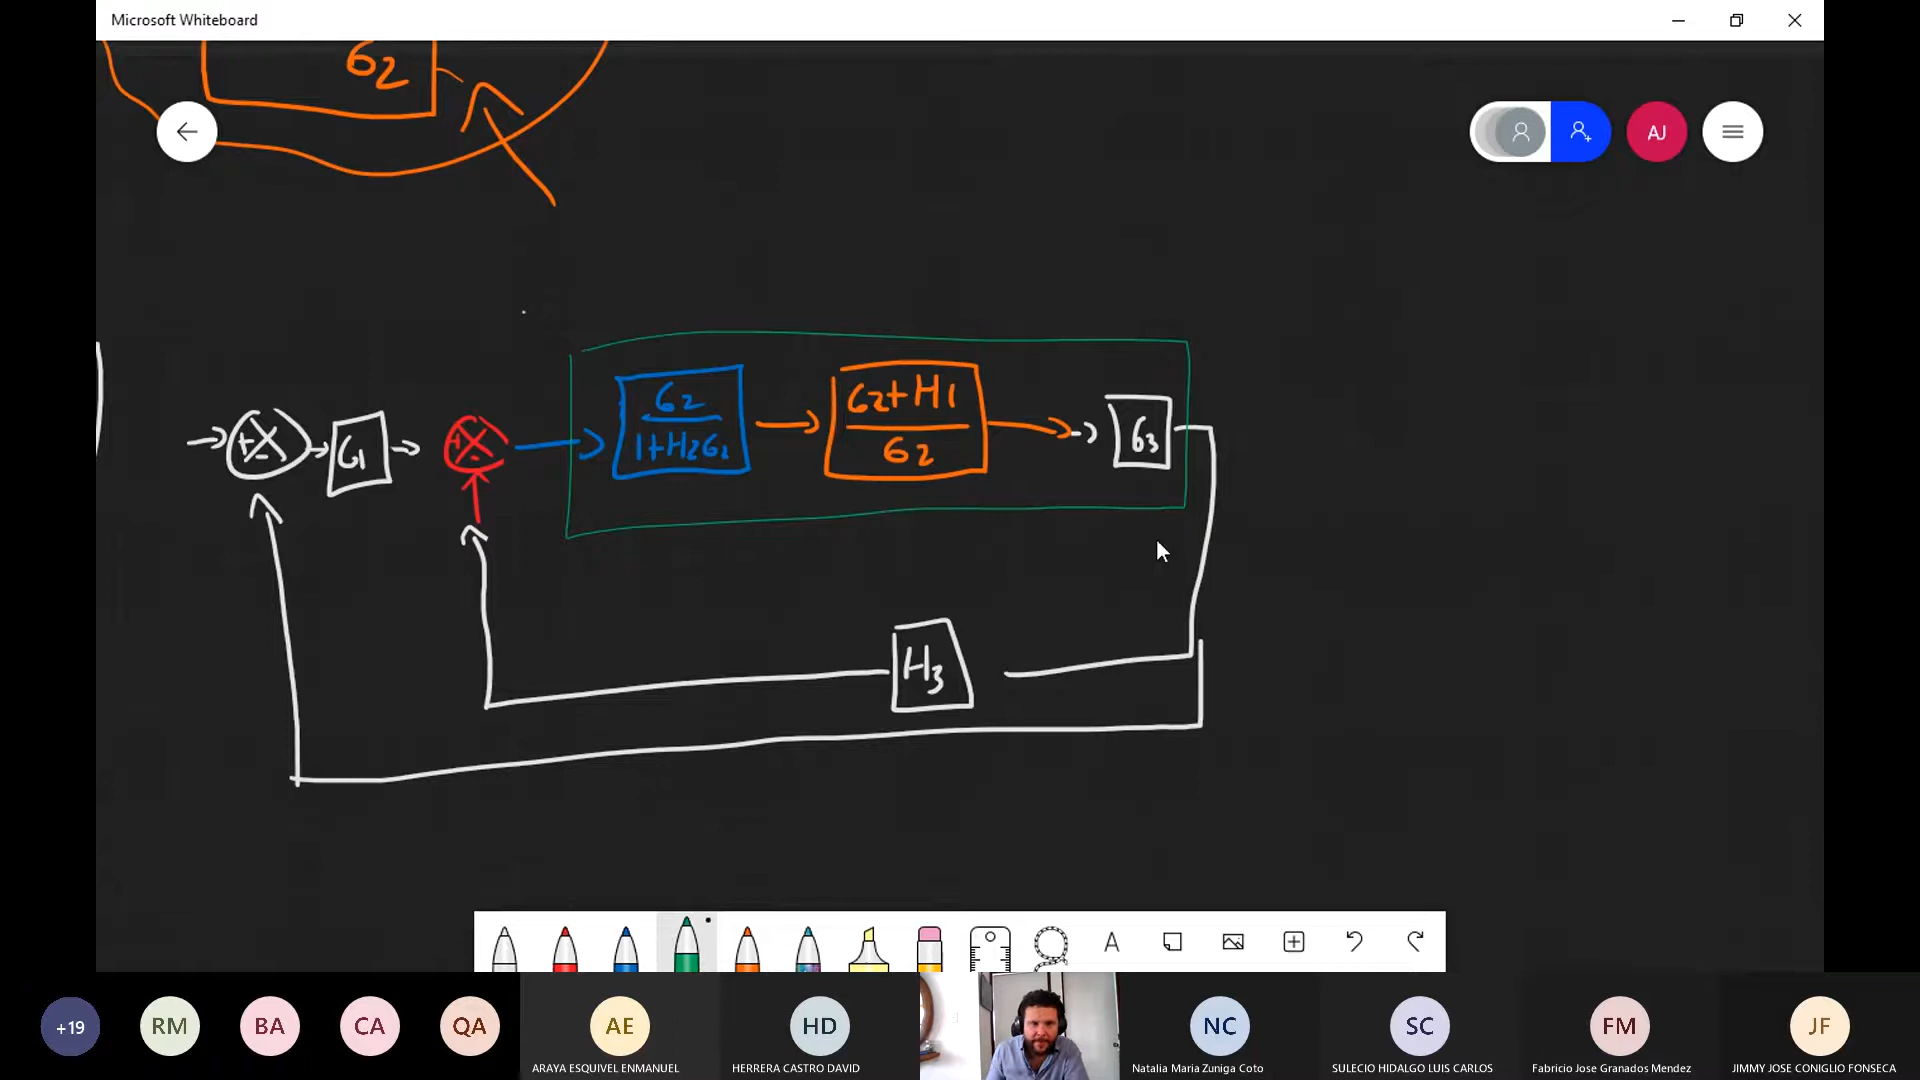 Microsoft Whiteboard
G2
AJ
G2
1+H2G2
G2+H1
G2
G3
+
-
G1
+
-
H3
A
+19
RM
BA
CA
QA
AE
HD
NC
SC
FM
JF
ARAYA ESQUIVEL ENMANUEL
HERRERA CASTRO DAVID
Natalia Maria Zuniga Coto
SULECIO HIDALGO LUIS CARLOS
Fabricio Jose Granados Mendez
JIMMY JOSE CONIGLIO FONSECA